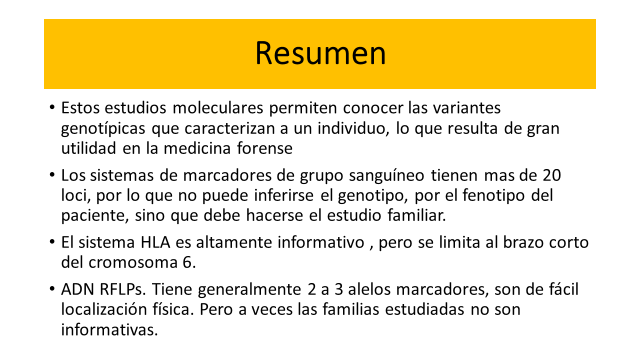 Resumen
• Estos estudios moleculares permiten conocer las variantes
genotípicas que caracterizan a un individuo, lo que resulta de gran
utilidad en la medicina forense
• Los sistemas de marcadores de grupo sanguíneo tienen mas de 20
loci, por lo que no puede inferirse el genotipo, por el fenotipo del
paciente, sino que debe hacerse el estudio familiar.
• El sistema HLA es altamente informativo , pero se limita al brazo corto
del cromosoma 6.
• ADN RFLPs. Tiene generalmente 2 a 3 alelos marcadores, son de fácil
localización física. Pero a veces las familias estudiadas no son
informativas.